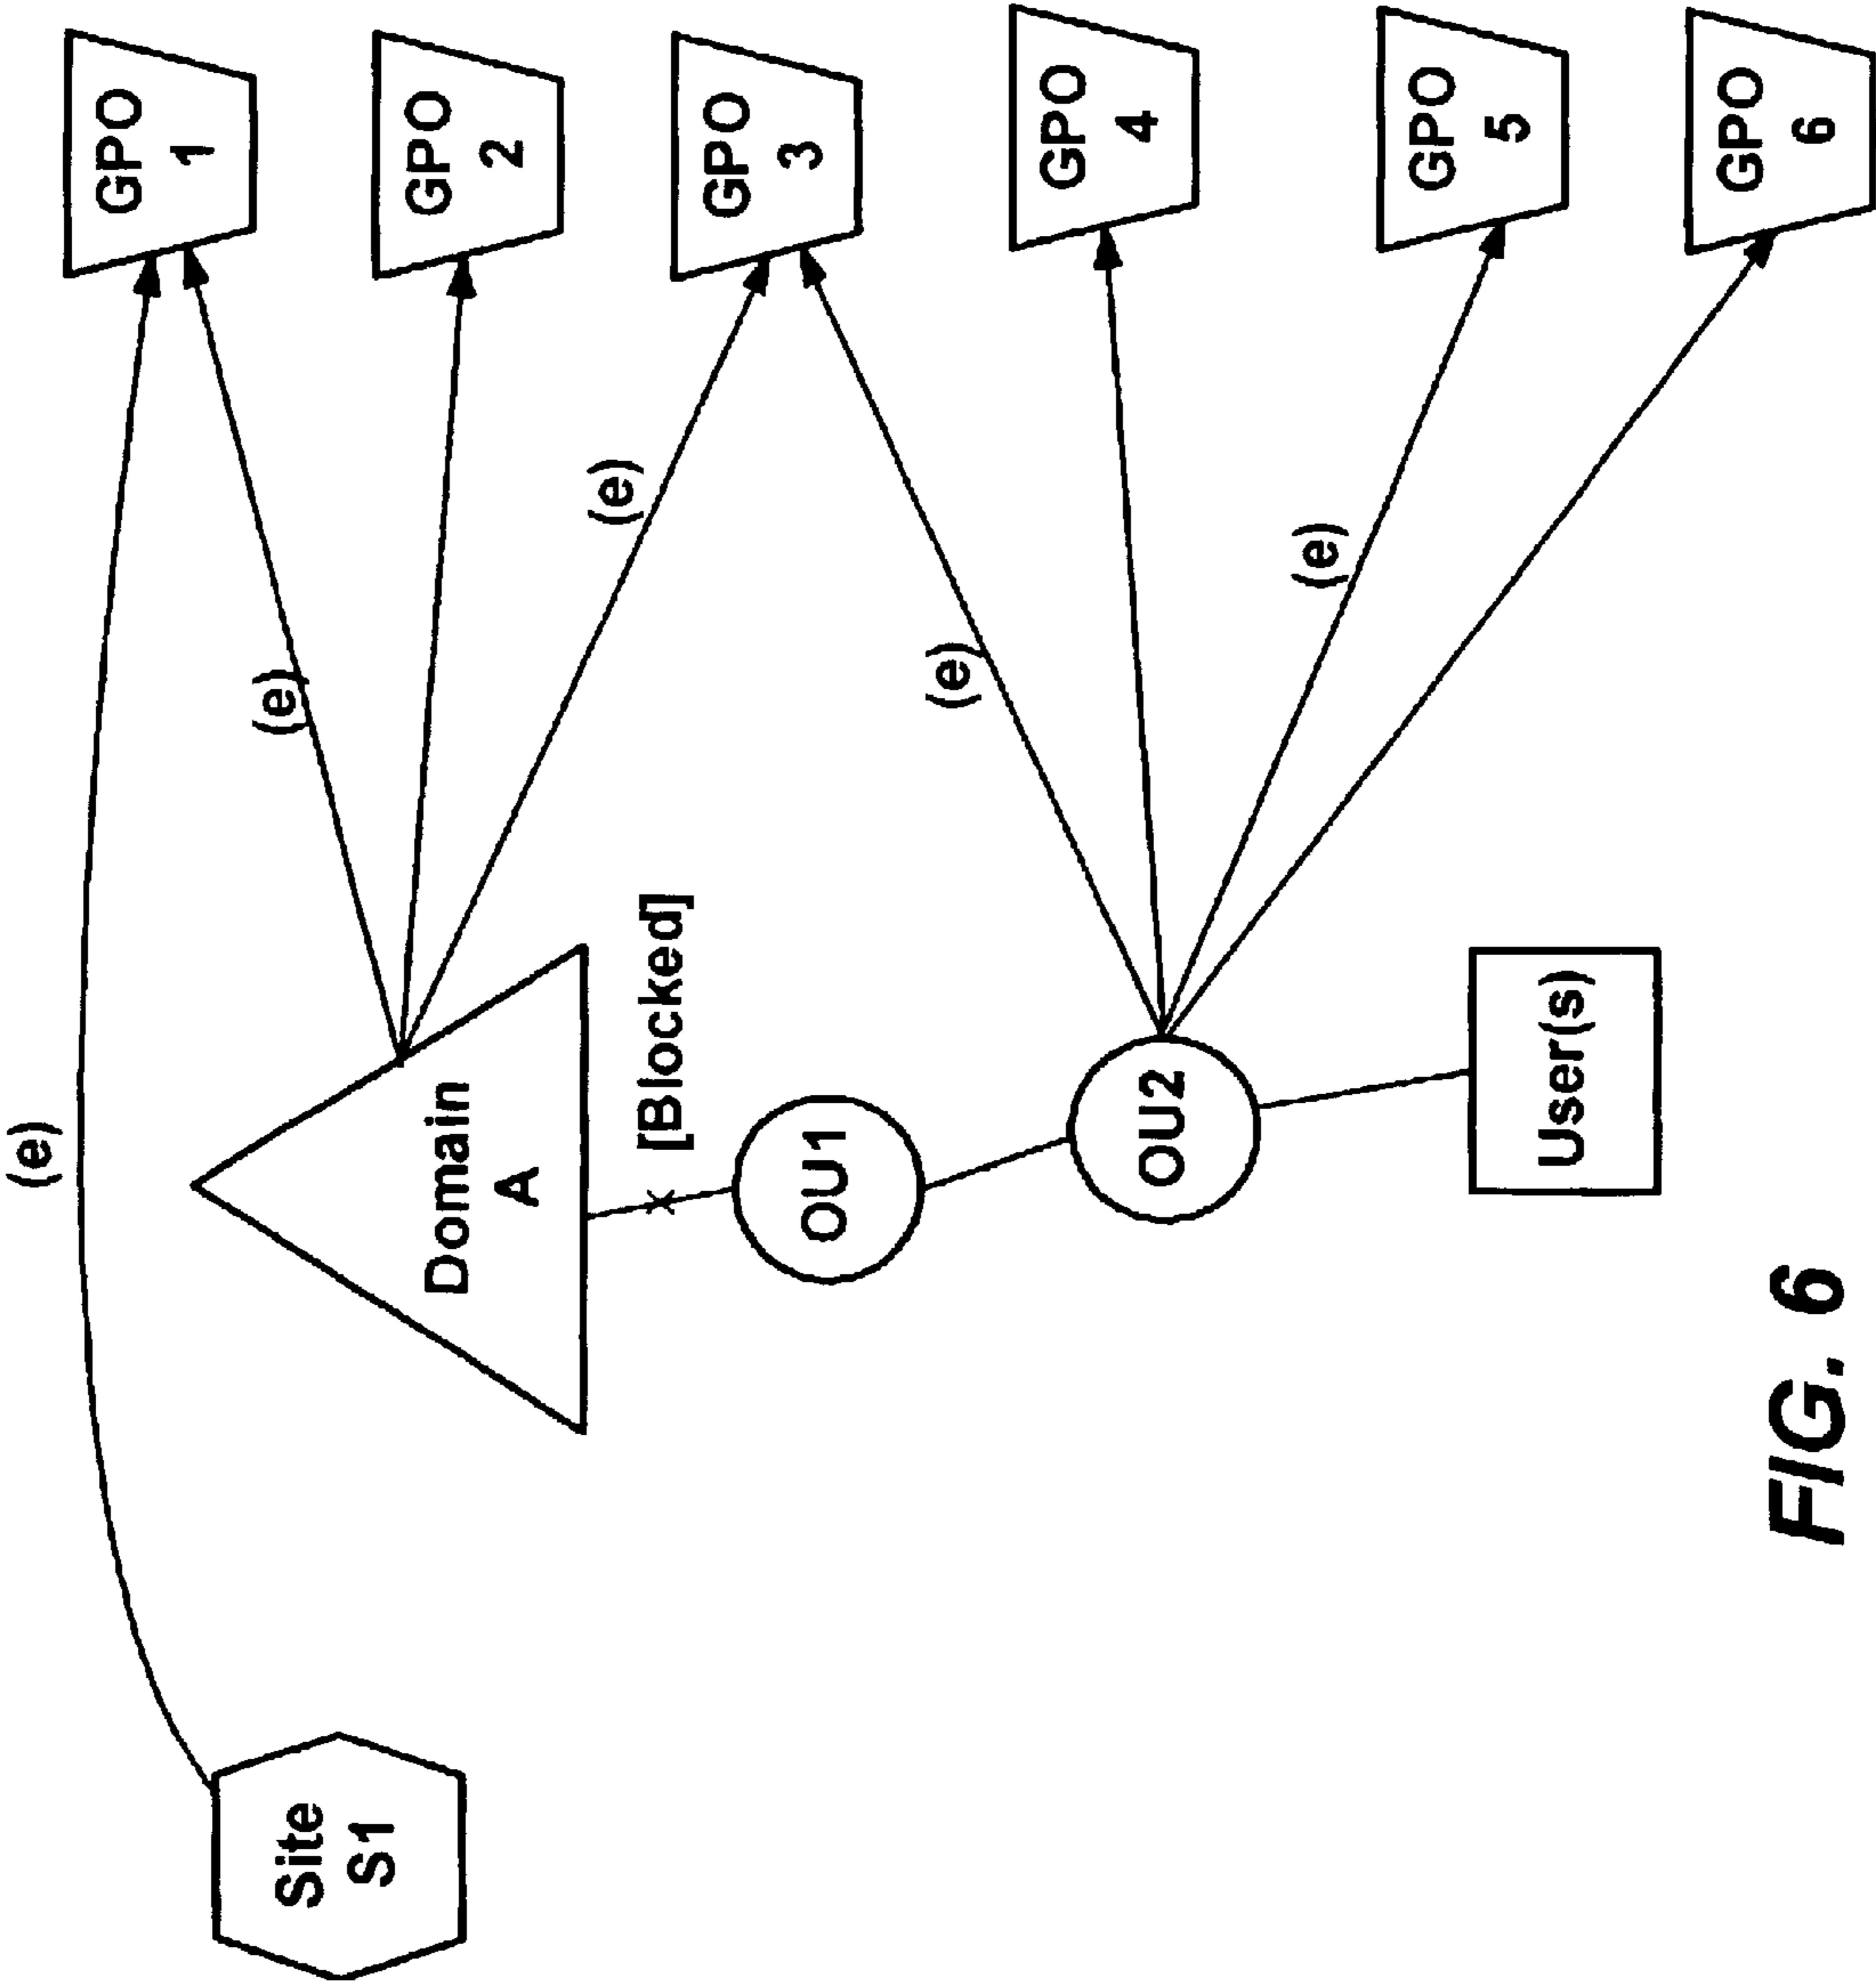 (e)
Site
S1
Domain
A
[Blocked]
OU1
OU2
User(s)
(e)
(e)
(e)
(e)
GPO
1
GPO
2
GPO
3
GPO
4
GPO
5
GPO
6
FIG. 6